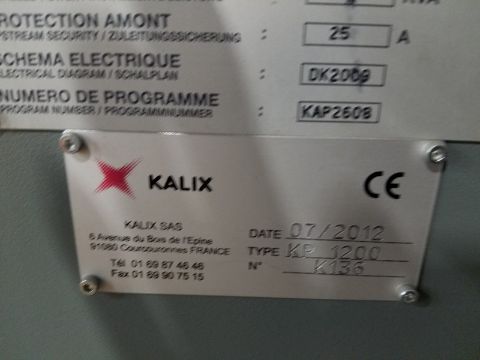 KVA
PROTECTION AMONT
UPSTREAM SECURITY / ZULEITUNGSSICHERUNG : 25 A
SCHEMA ELECTRIQUE
ELECTRICAL DIAGRAM / SCHALPLAN : DK2009
NUMERO DE PROGRAMME
PROGRAM NUMBER / PROGRAMMNUMMER : KAP2608
KALIX
CE
KALIX SAS
6 Avenue du Bois de l'Epine
91080 Courcouronnes FRANCE
Tél 01 69 87 46 46
Fax 01 69 90 75 15
DATE 07/2012
TYPE KP 1200
N° K136